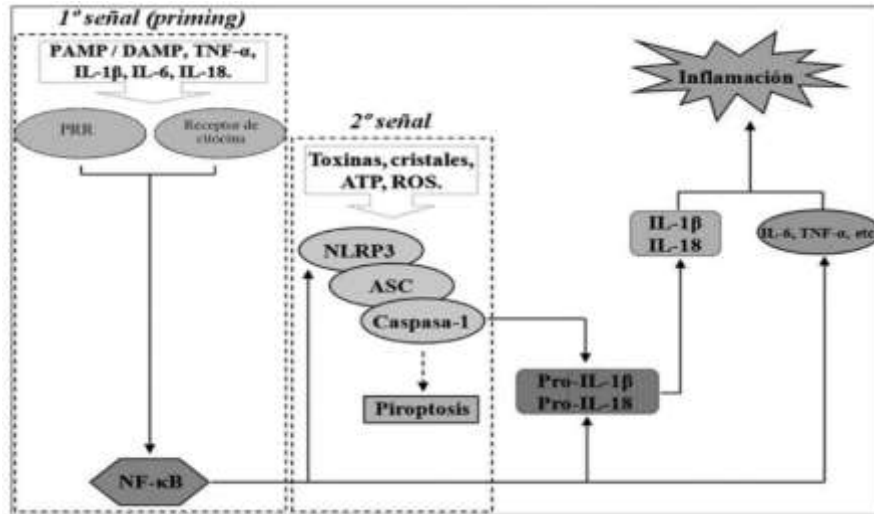 1º señal (priming)
PAMP / DAMP, TNF-α,
IL-1β, IL-6, IL-18.
PRR
Receptor de
citocina
2º señal
Toxinas, cristales,
ATP, ROS.
NLRP3
ASC
Caspasa-1
Piroptosis
NF-κB
Pro-IL-1β
Pro-IL-18
IL-1β
IL-18
IL-6, TNF-α, etc
Inflamación